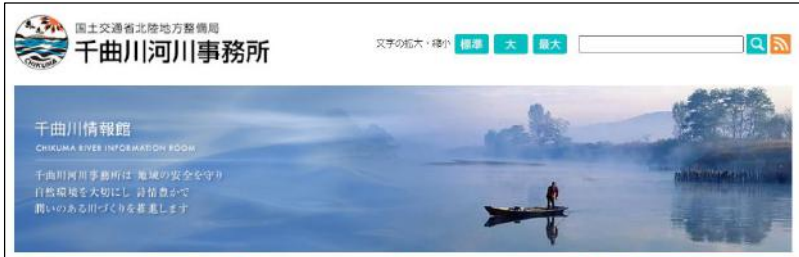 国土交通省北陸地方整備局
千曲川河川事務所
CHIKUMA
文字の拡大・縮小 標準 大 最大
千曲川情報館
CHIKUMA RIVER INFORMATION ROOM
千曲川河川事務所は 地域の安全を守り
自然環境を大切にし 詩情豊かで
潤いのある川づくりを推進します